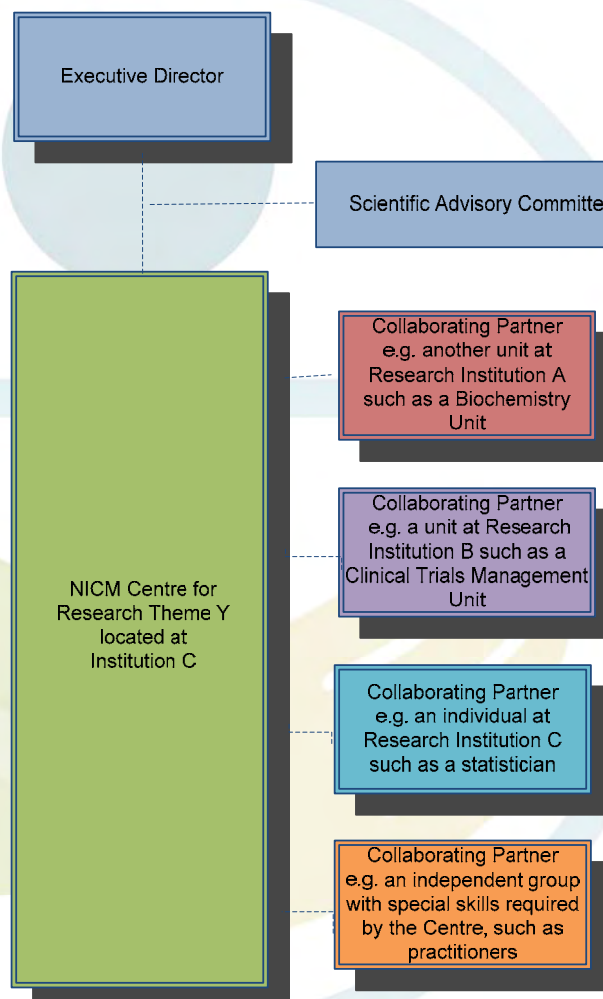 Executive Director
Scientific Advisory Committe
Collaborating Partner
e.g. another unit at
Research Institution A
such as a Biochemistry
Unit
Collaborating Partner
e.g. a unit at Research
Institution B such as a
Clinical Trials Management
Unit
NICM Centre for
Research Theme Y
located at
Institution C
Collaborating Partner
e.g. an individual at
Research Institution C
such as a statistician
Collaborating Partner
e.g. an independent group
with special skills required
by the Centre, such as
practitioners